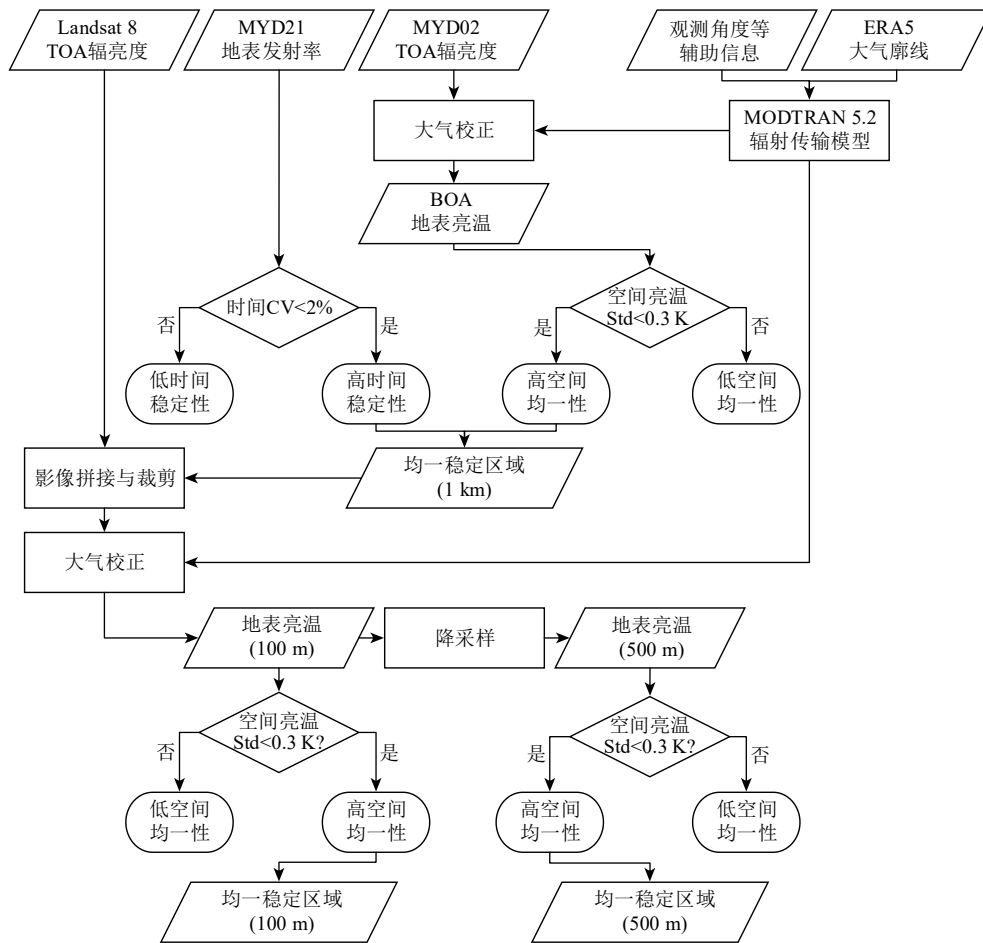 Landsat 8
TOA辐亮度
MYD21
地表发射率
MYD02
TOA辐亮度
观测角度等
辅助信息
ERA5
大气廓线
大气校正
MODTRAN 5.2
辐射传输模型
BOA
地表亮温
时间CV<2%
空间亮温
Std<0.3 K
否
是
是
否
低时间
稳定性
高时间
稳定性
高空间
均一性
低空间
均一性
影像拼接与裁剪
均一稳定区域
(1 km)
大气校正
地表亮温
(100 m)
降采样
地表亮温
(500 m)
空间亮温
Std<0.3 K?
空间亮温
Std<0.3 K?
否
是
是
否
低空间
均一性
高空间
均一性
高空间
均一性
低空间
均一性
均一稳定区域
(100 m)
均一稳定区域
(500 m)